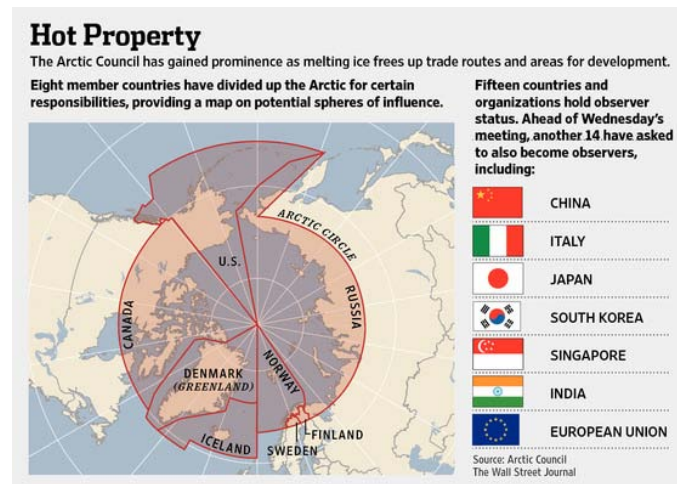 Hot Property
The Arctic Council has gained prominence as melting ice frees up trade routes and areas for development.
Eight member countries have divided up the Arctic for certain
responsibilities, providing a map on potential spheres of influence.
ARCTIC CIRCLE
U.S.
RUSSIA
CANADA
DENMARK
(GREENLAND)
NORWAY
ICELAND
FINLAND
SWEDEN
Fifteen countries and
organizations hold observer
status. Ahead of Wednesday's
meeting, another 14 have asked
to also become observers,
including:
CHINA
ITALY
JAPAN
SOUTH KOREA
SINGAPORE
INDIA
EUROPEAN UNION
Source: Arctic Council
The Wall Street Journal